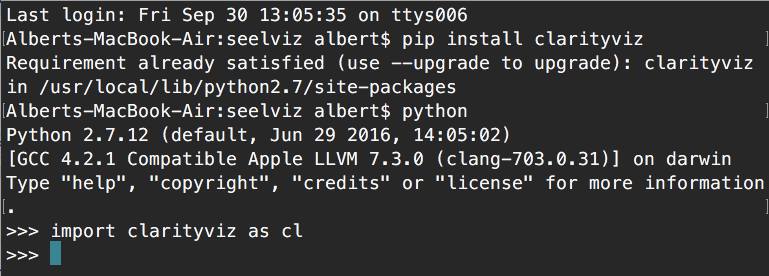 Last login: Fri Sep 30 13:05:35 on ttys006
[Alberts-MacBook-Air:seelviz albert$ pip install clarityviz ]
Requirement already satisfied (use --upgrade to upgrade): clarityviz
in /usr/local/lib/python2.7/site-packages
[Alberts-MacBook-Air:seelviz albert$ python ]
Python 2.7.12 (default, Jun 29 2016, 14:05:02)
[GCC 4.2.1 Compatible Apple LLVM 7.3.0 (clang-703.0.31)] on darwin
Type "help", "copyright", "credits" or "license" for more information
[. ]
>>> import clarityviz as cl
>>>